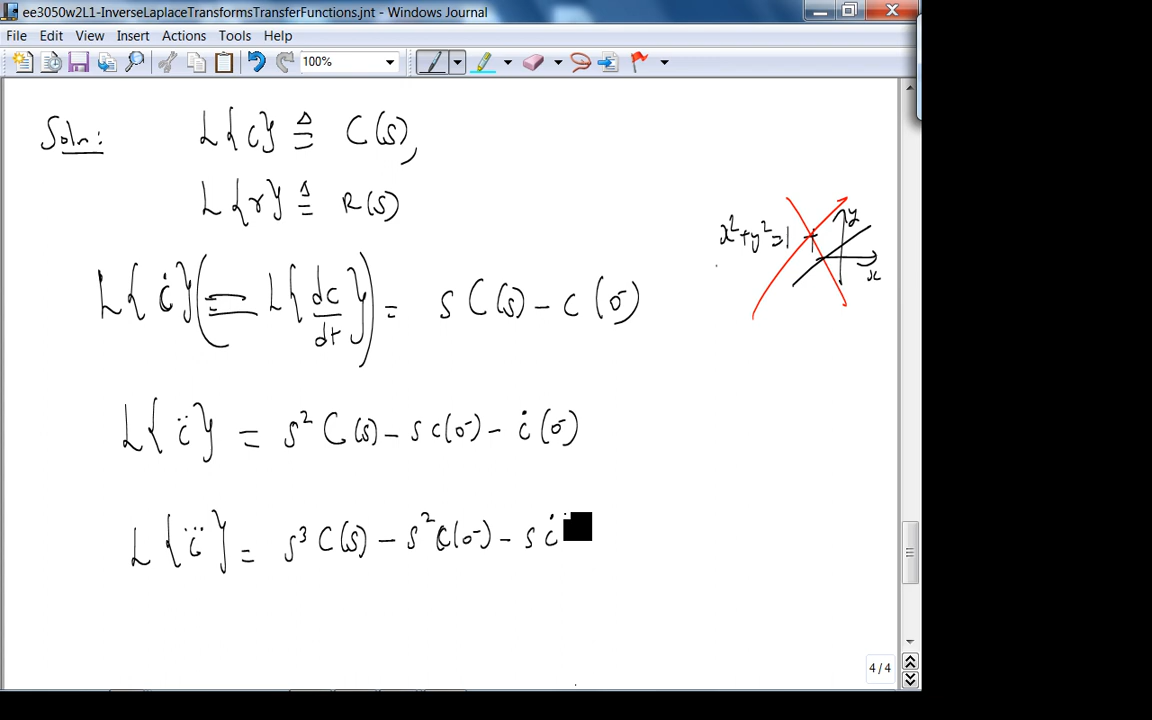 ee3050w2L1-InverseLaplaceTransformsTransferFunctions.jnt - Windows Journal
File Edit View Insert Actions Tools Help
100%
Soln: L{c} ≜ C(s),
L{r} ≜ R(s)
x²+y²=1
1
y
x
L{ċ} (= L{dc/dt}) = s C(s) - c(0⁻)
L{c̈} = s² C(s) - s c(0⁻) - ċ(0⁻)
L{c⃛} = s³ C(s) - s² c(0⁻) - s ċ
4 / 4